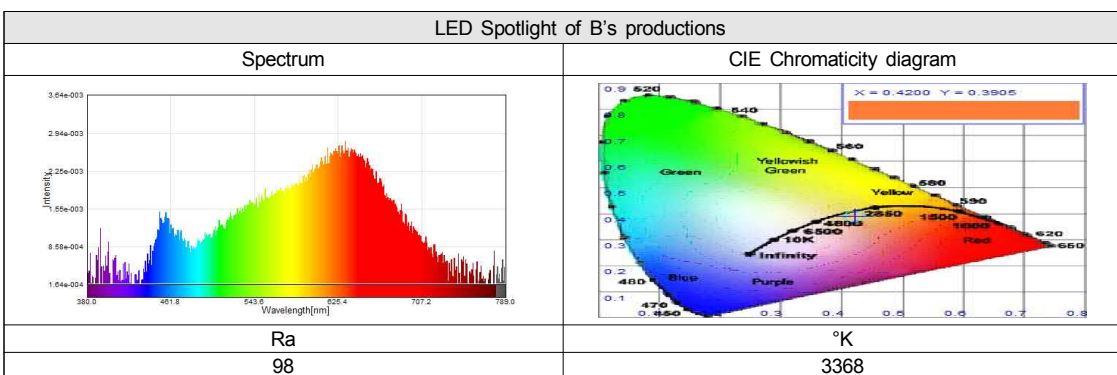 LED Spotlight of B's productions
Spectrum
CIE Chromaticity diagram
3.64e-003
2.94e-003
2.25e-003
1.55e-003
8.58e-004
1.64e-004
Intensity
380.0 461.8 543.6 625.4 707.2 789.0
Wavelength[nm]
X = 0.4200 Y = 0.3905
0.9 520
540
0.8
560
0.7
0.6
Yellowish
Green
Green
580
0.5
Yellow
590
0.4
2850
1500
4800
1000
6500
620
0.3
10K
Red
650
Infinity
0.2
480
Blue
Purple
0.1
470
450
0.3 0.4 0.5 0.6 0.7 0.8
Ra
°K
98
3368